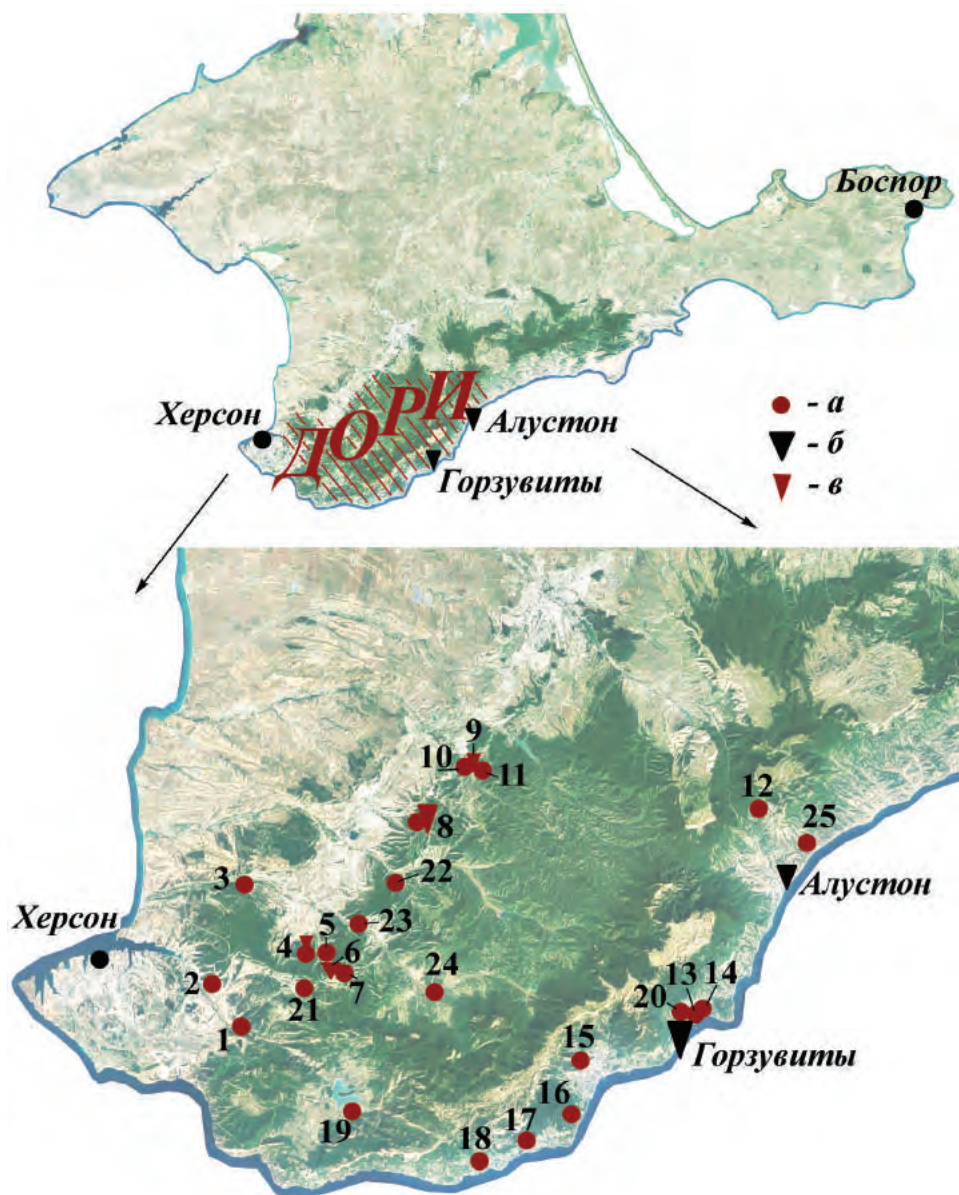 Боспор
ДОРИ
Херсон
Алустон
Горзувиты
- а
- б
- в
9
10
11
8
12
25
Алустон
22
3
23
Херсон
4
5
6
7
24
2
21
1
20
13
14
Горзувиты
15
16
19
17
18